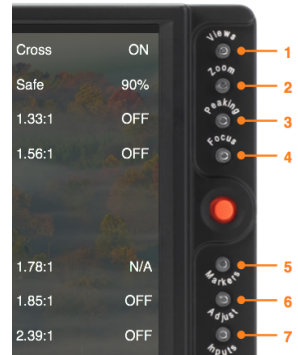 Cross ON
Safe 90%
1.33:1 OFF
1.56:1 OFF
1.78:1 N/A
1.85:1 OFF
2.39:1 OFF
Views 1
Zoom 2
Peaking 3
Focus 4
5
Markers
6
Adjust
7
Inputs